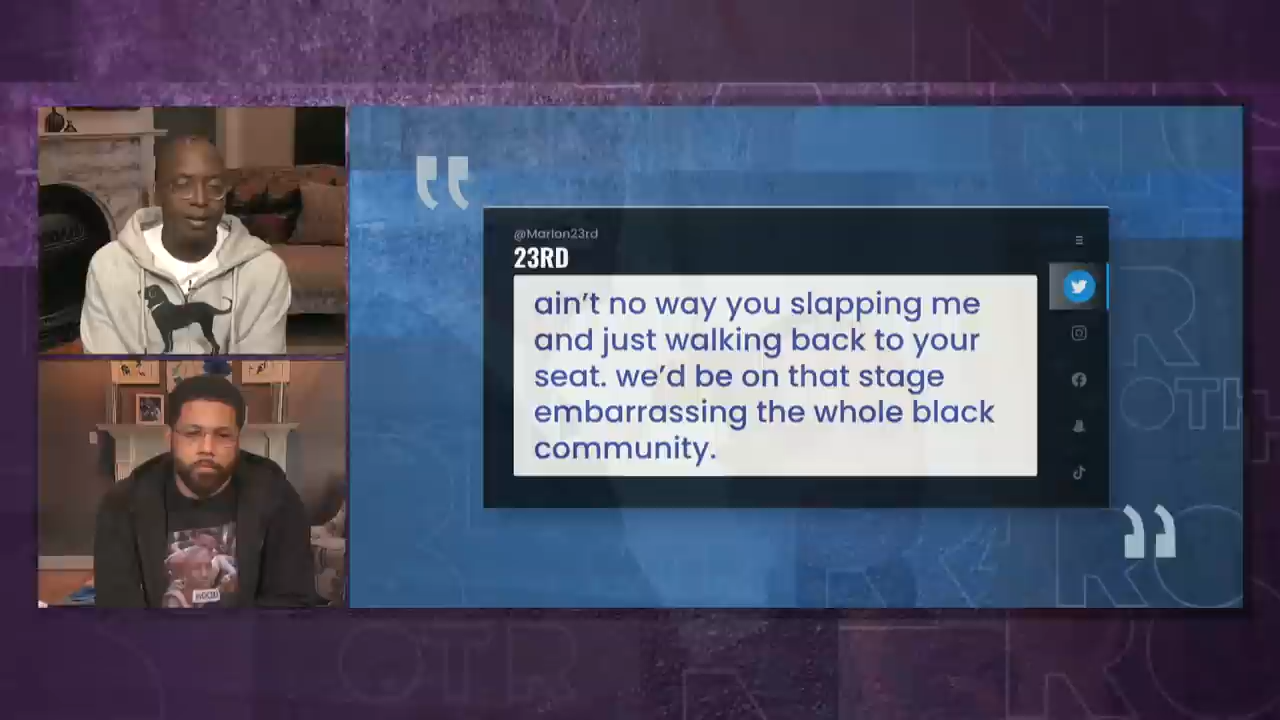 @Marlon23rd
23RD
ain't no way you slapping me
and just walking back to your
seat. we'd be on that stage
embarrassing the whole black
community.
OTR